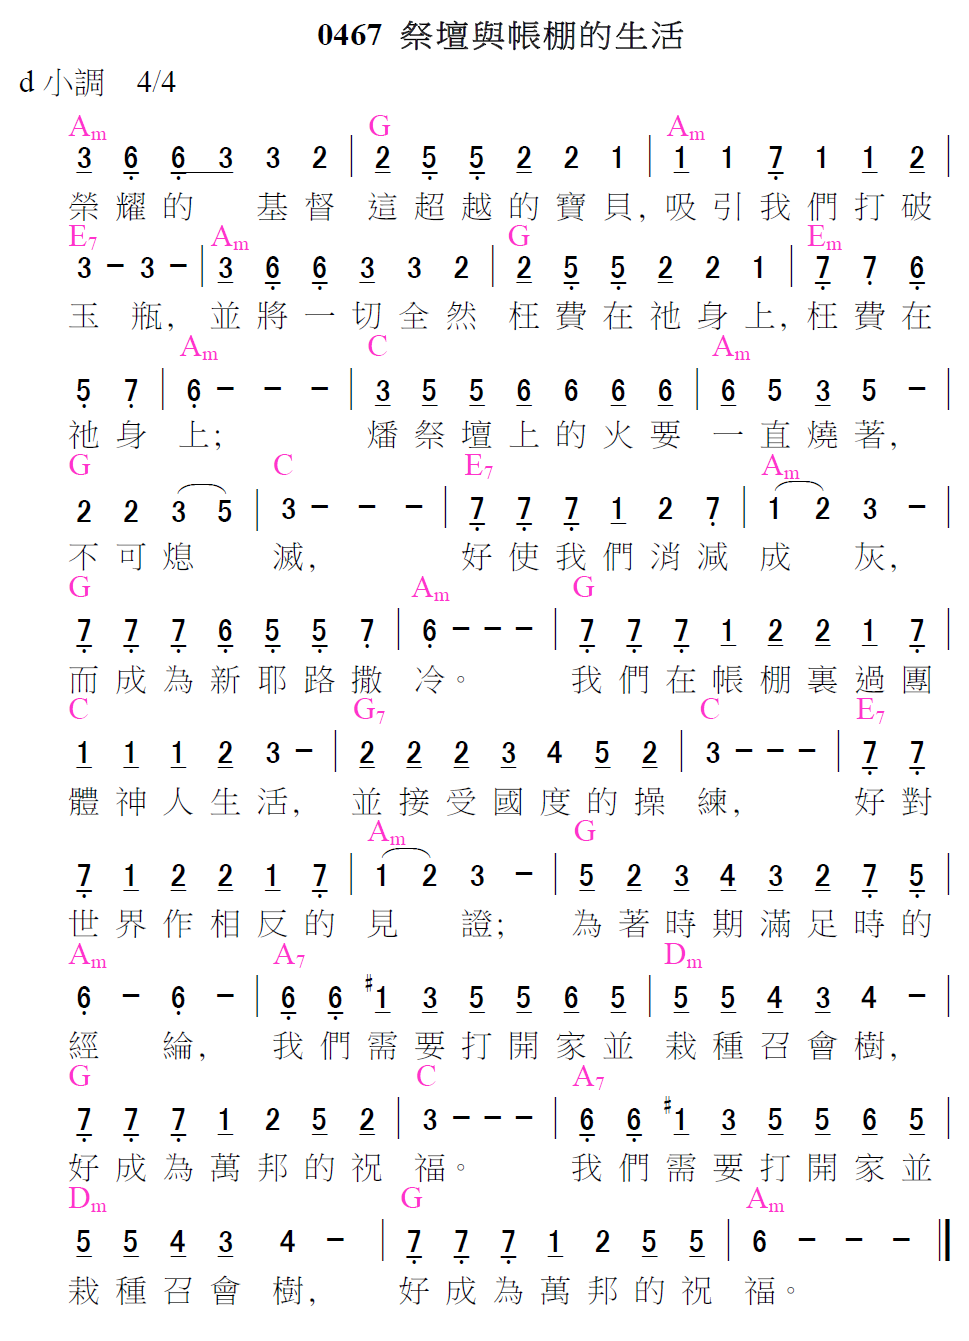 0467 祭壇與帳棚的生活
d 小調 4/4
Am G Am
3 6 6 3 3 2 | 2 5 5 2 2 1 | 1 1 7 1 1 2 |
榮耀的 基督 這超越的寶貝, 吸引我們打破
E7 Am G Em
3 – 3 – | 3 6 6 3 3 2 | 2 5 5 2 2 1 | 7 7 6
玉 瓶, 並將一切全然 枉費在祂身上, 枉費在
Am C Am
5 7 | 6 – – – | 3 5 5 6 6 6 6 | 6 5 3 5 – |
祂身 上; 燔祭壇上的火要 一直燒著,
G C E7 Am
2 2 3 5 | 3 – – – | 7 7 7 1 2 7 | 1 2 3 – |
不可熄 滅, 好使我們消減 成 灰,
G Am G
7 7 7 6 5 5 7 | 6 – – – | 7 7 7 1 2 2 1 7 |
而成為新耶路撒 冷。 我們在帳棚裏過團
C G7 C E7
1 1 1 2 3 – | 2 2 2 3 4 5 2 | 3 – – – | 7 7
體神人生活, 並接受國度的操 練, 好對
Am G
7 1 2 2 1 7 | 1 2 3 – | 5 2 3 4 3 2 7 5 |
世界作相反的 見 證; 為著時期滿足時的
Am A7 Dm
6 – 6 – | 6 6 #1 3 5 5 6 5 | 5 5 4 3 4 – |
經 綸, 我們需要打開家並 栽種召會樹,
G C A7
7 7 7 1 2 5 2 | 3 – – – | 6 6 #1 3 5 5 6 5 |
好成為萬邦的祝 福。 我們需要打開家並
Dm G Am
5 5 4 3 4 – | 7 7 7 1 2 5 5 | 6 – – – ‖
栽種召會 樹, 好成為萬邦的祝 福。